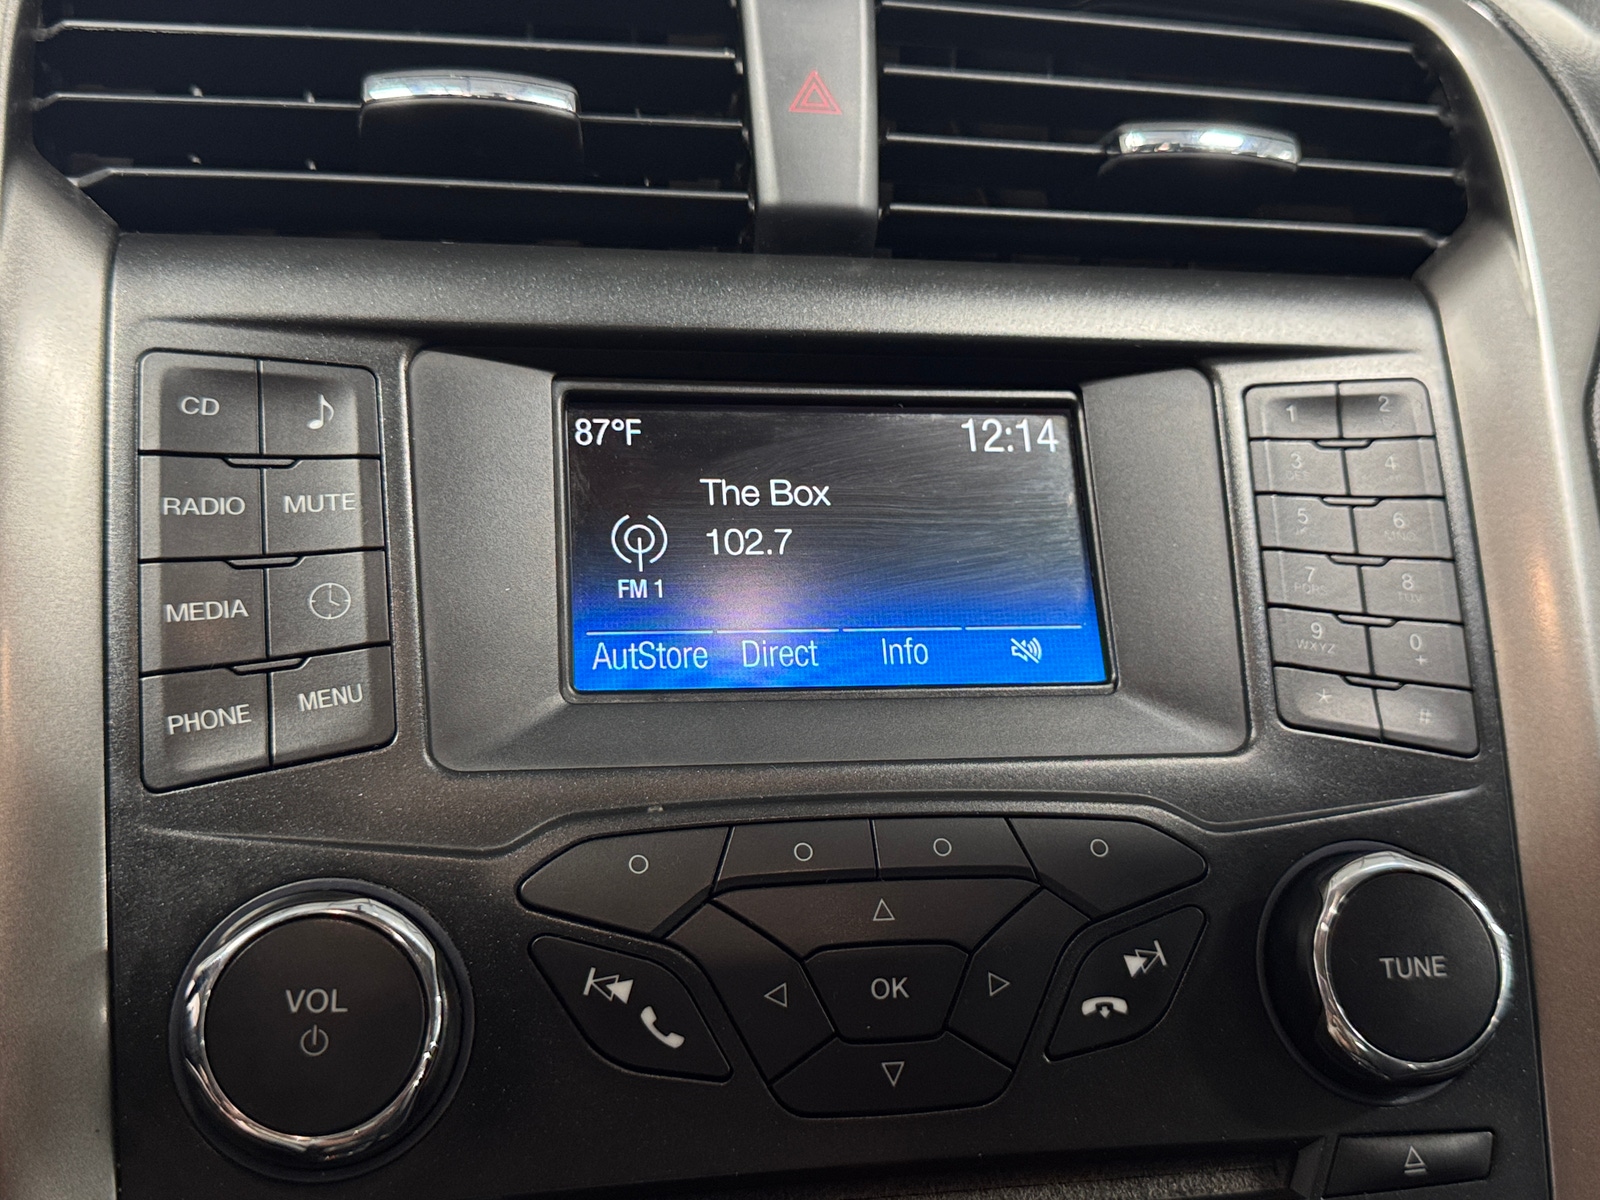 87°F
12:14
The Box
102.7
FM 1
AutStore Direct Info
CD
RADIO MUTE
MEDIA
PHONE MENU
1 2
3 4
5 6
7 8
9 0
WXYZ +
* #
VOL
OK
TUNE